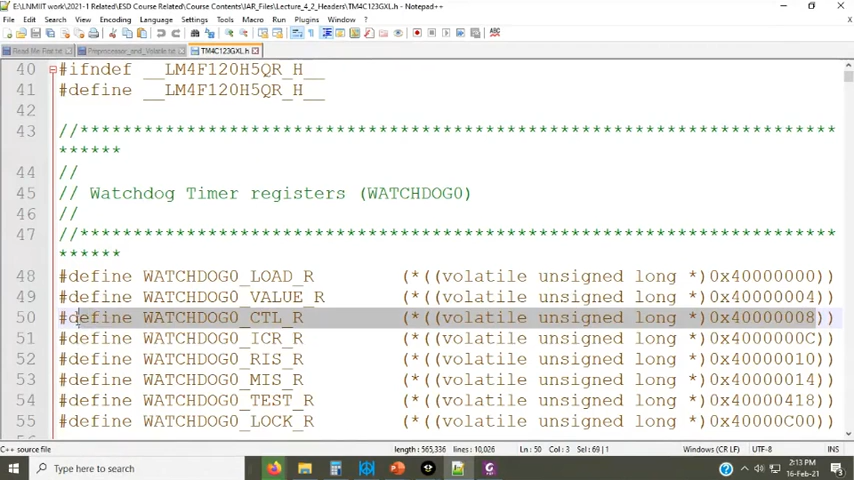 E:\LNMIIT work\2021-1 Related\ESD Course Related\Course Contents\IAR_Files\Lecture_4_2_Headers\TM4C123GXL.h - Notepad++
File Edit Search View Encoding Language Settings Tools Macro Run Plugins Window ?
Read Me First.txt Preprocessor_and_Volatile.txt TM4C123GXL.h
40 #ifndef __LM4F120H5QR_H__
41 #define __LM4F120H5QR_H__
42
43 //***********************************************************************
******
44 //
45 // Watchdog Timer registers (WATCHDOG0)
46 //
47 //***********************************************************************
******
48 #define WATCHDOG0_LOAD_R (*((volatile unsigned long *)0x40000000))
49 #define WATCHDOG0_VALUE_R (*((volatile unsigned long *)0x40000004))
50 #define WATCHDOG0_CTL_R (*((volatile unsigned long *)0x40000008))
51 #define WATCHDOG0_ICR_R (*((volatile unsigned long *)0x4000000C))
52 #define WATCHDOG0_RIS_R (*((volatile unsigned long *)0x40000010))
53 #define WATCHDOG0_MIS_R (*((volatile unsigned long *)0x40000014))
54 #define WATCHDOG0_TEST_R (*((volatile unsigned long *)0x40000418))
55 #define WATCHDOG0_LOCK_R (*((volatile unsigned long *)0x40000C00))
C++ source file length : 565,336 lines : 10,026 Ln : 50 Col : 3 Sel : 69 | 1 Windows (CR LF) UTF-8 INS
Type here to search
2:13 PM
16-Feb-21